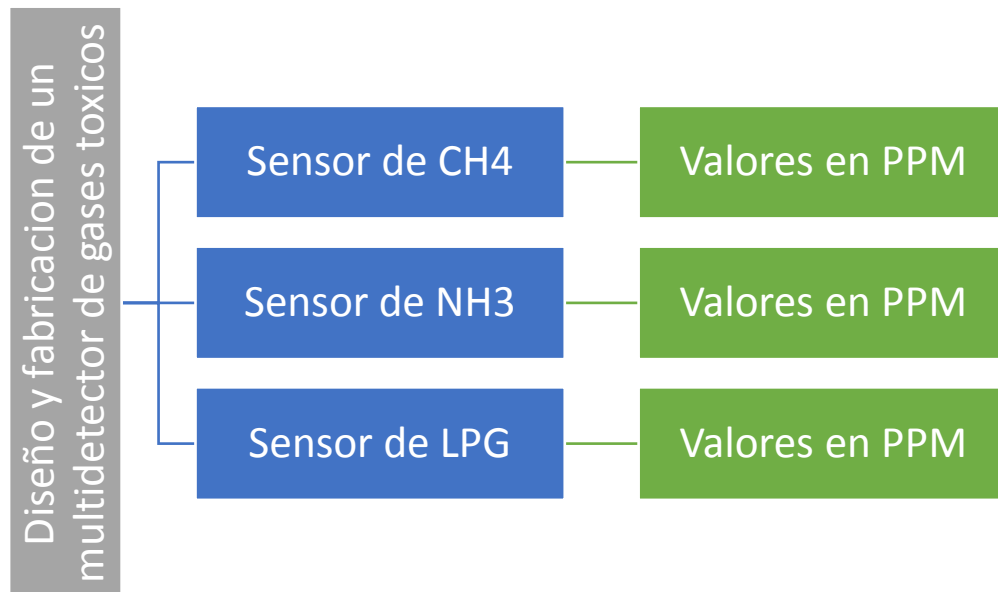 Diseño y fabricacion de un
multidetector de gases toxicos
Sensor de CH4
Valores en PPM
Sensor de NH3
Valores en PPM
Sensor de LPG
Valores en PPM